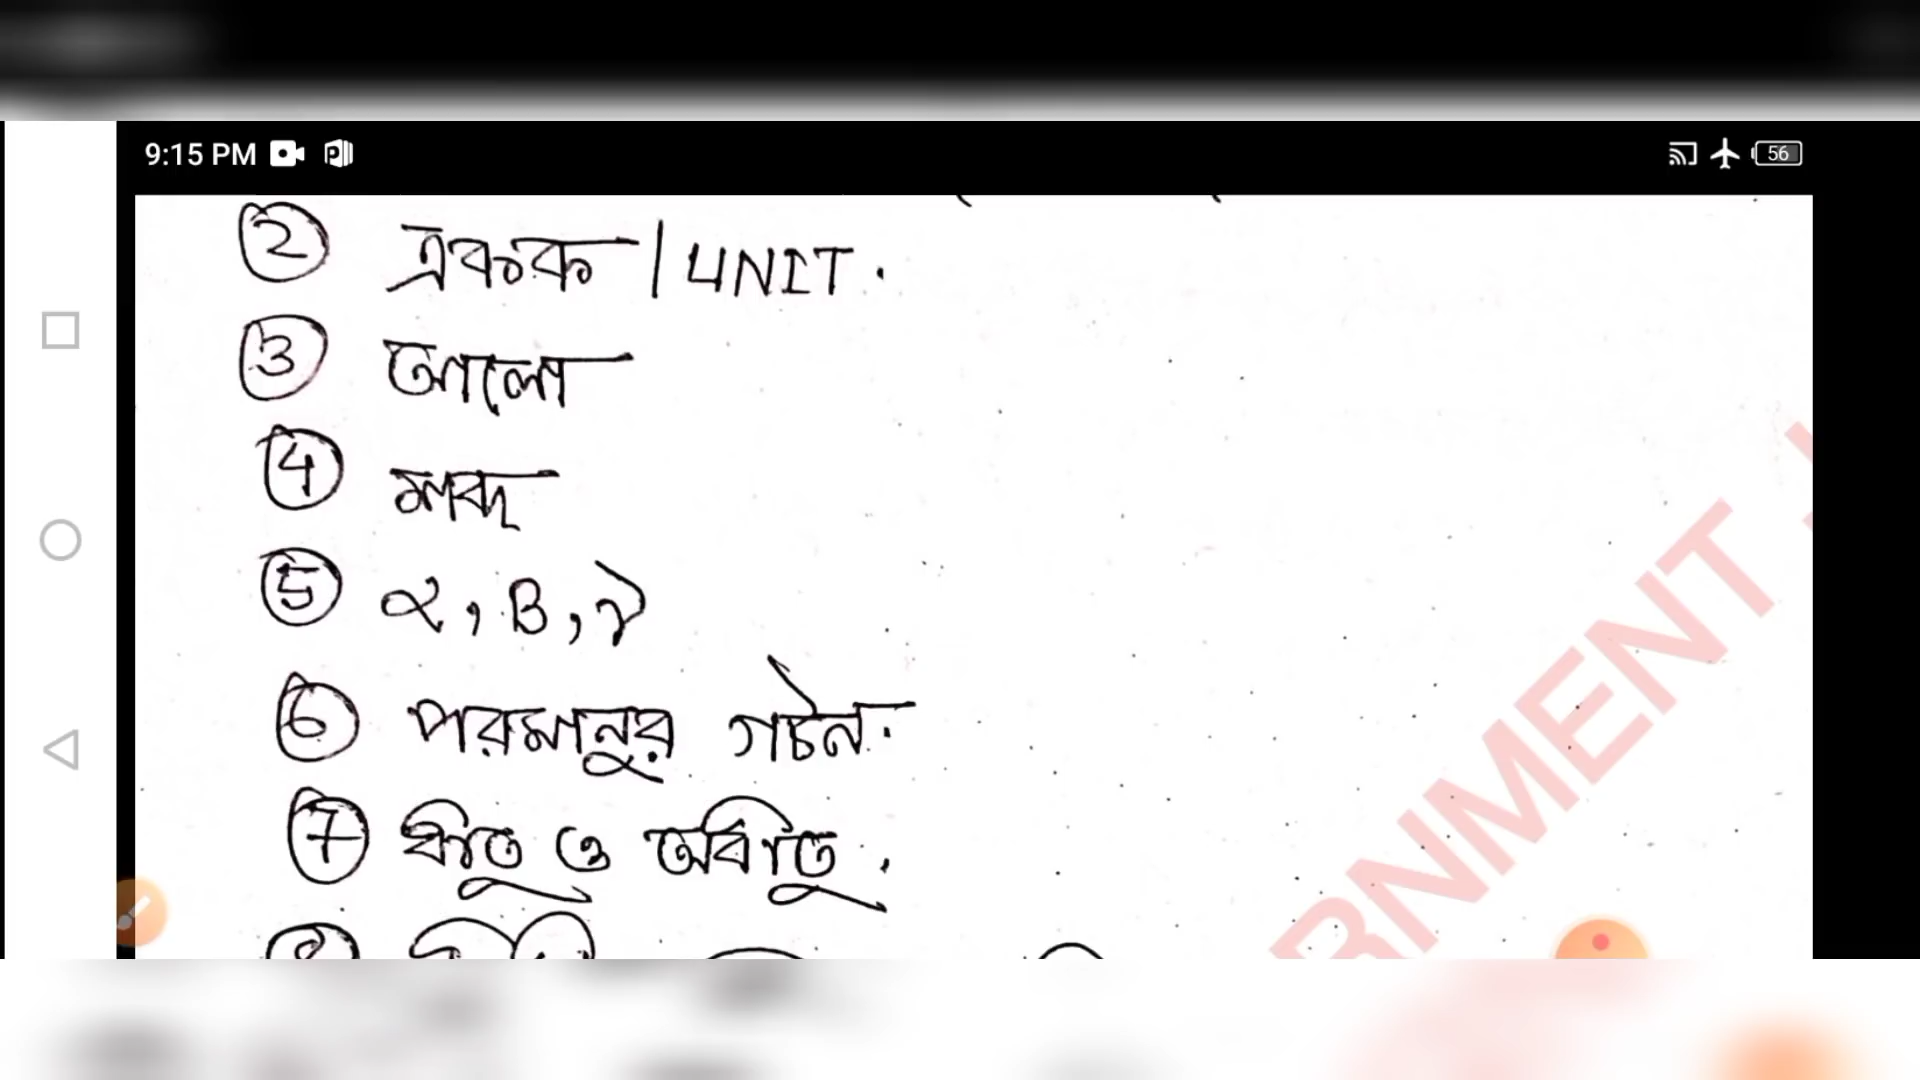 9:15 PM 56
② একক / UNIT .
③ আলো
④ শব্দ
⑤ α, B, γ
⑥ পরমানুর গঠন .
⑦ ধাতু ও অধাতু .
RNMENT